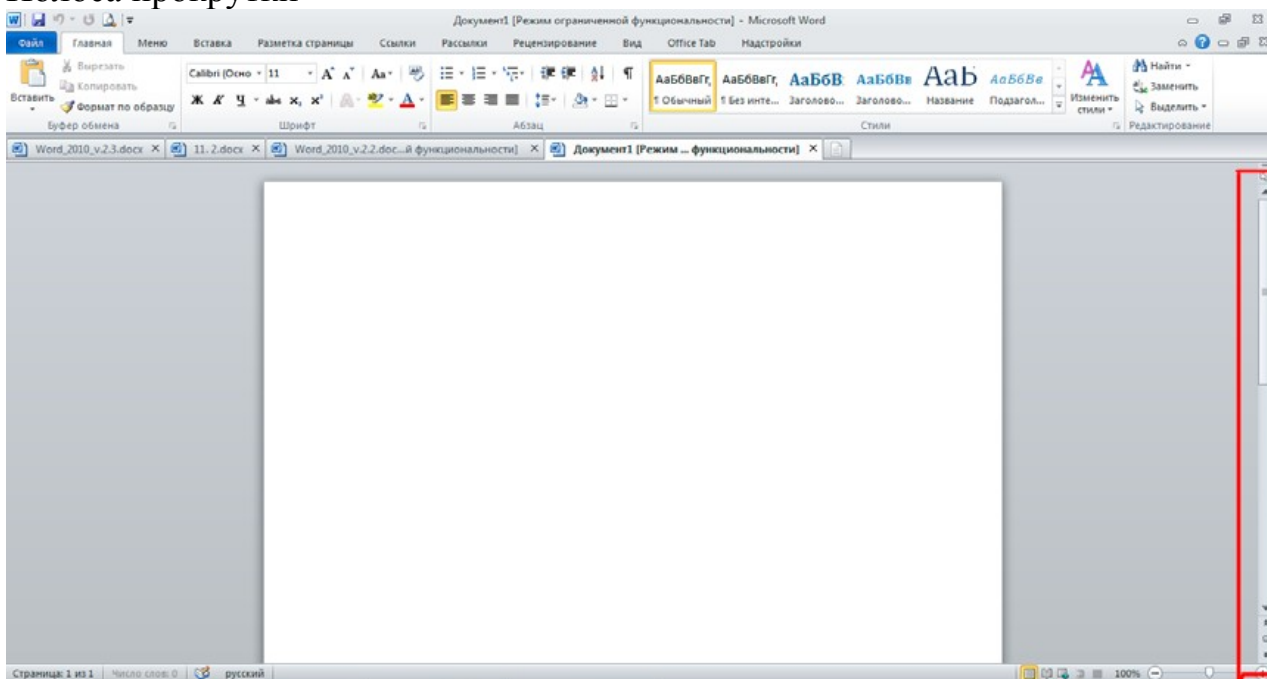 Полоса прокрутки
Документ1 [Режим ограниченной функциональности] - Microsoft Word
Файл Главная Меню Вставка Разметка страницы Ссылки Рассылки Рецензирование Вид Office Tab Надстройки
Вставить
Вырезать
Копировать
Формат по образцу
Буфер обмена
Calibri (Осно 11 Aa
Ж К Ч abc x, x²
Шрифт
Абзац
АаБбВвГг, АаБбВвГг, АаБбВ АаБбВв АаЬ АаБбВв
¶ Обычный ¶ Без инте... Заголово... Заголово... Название Подзагол...
Изменить стили
Стили
Найти
Заменить
Выделить
Редактирование
Word_2010_v.2.3.docx 11. 2.docx Word_2010_v.2.2.doc...й функциональности] Документ1 [Режим ... функциональности]
Страница: 1 из 1 Число слов: 0 русский 100%